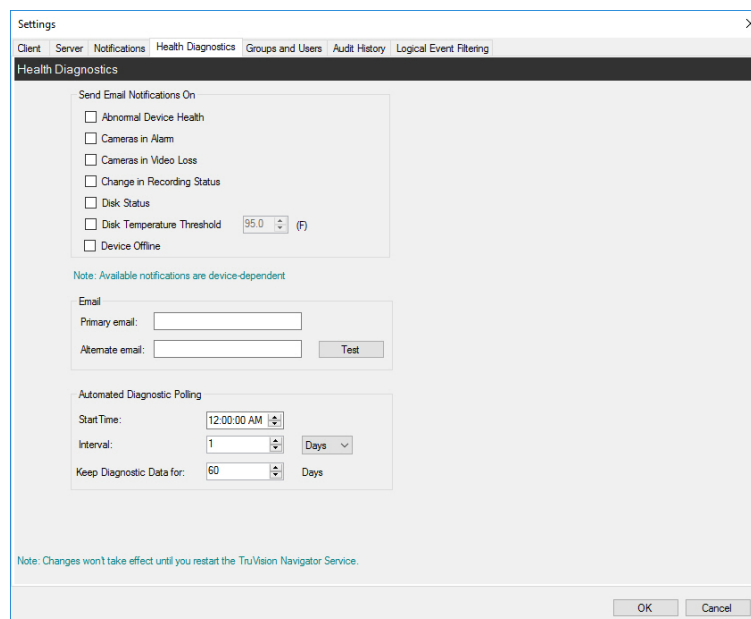 Settings
Client Server Notifications Health Diagnostics Groups and Users Audit History Logical Event Filtering
Health Diagnostics
Send Email Notifications On
Abnormal Device Health
Cameras in Alarm
Cameras in Video Loss
Change in Recording Status
Disk Status
Disk Temperature Threshold 95.0 (F)
Device Offline
Note: Available notifications are device-dependent
Email
Primary email:
Alternate email: Test
Automated Diagnostic Polling
Start Time: 12:00:00 AM
Interval: 1 Days
Keep Diagnostic Data for: 60 Days
Note: Changes won't take effect until you restart the TruVision Navigator Service.
OK Cancel